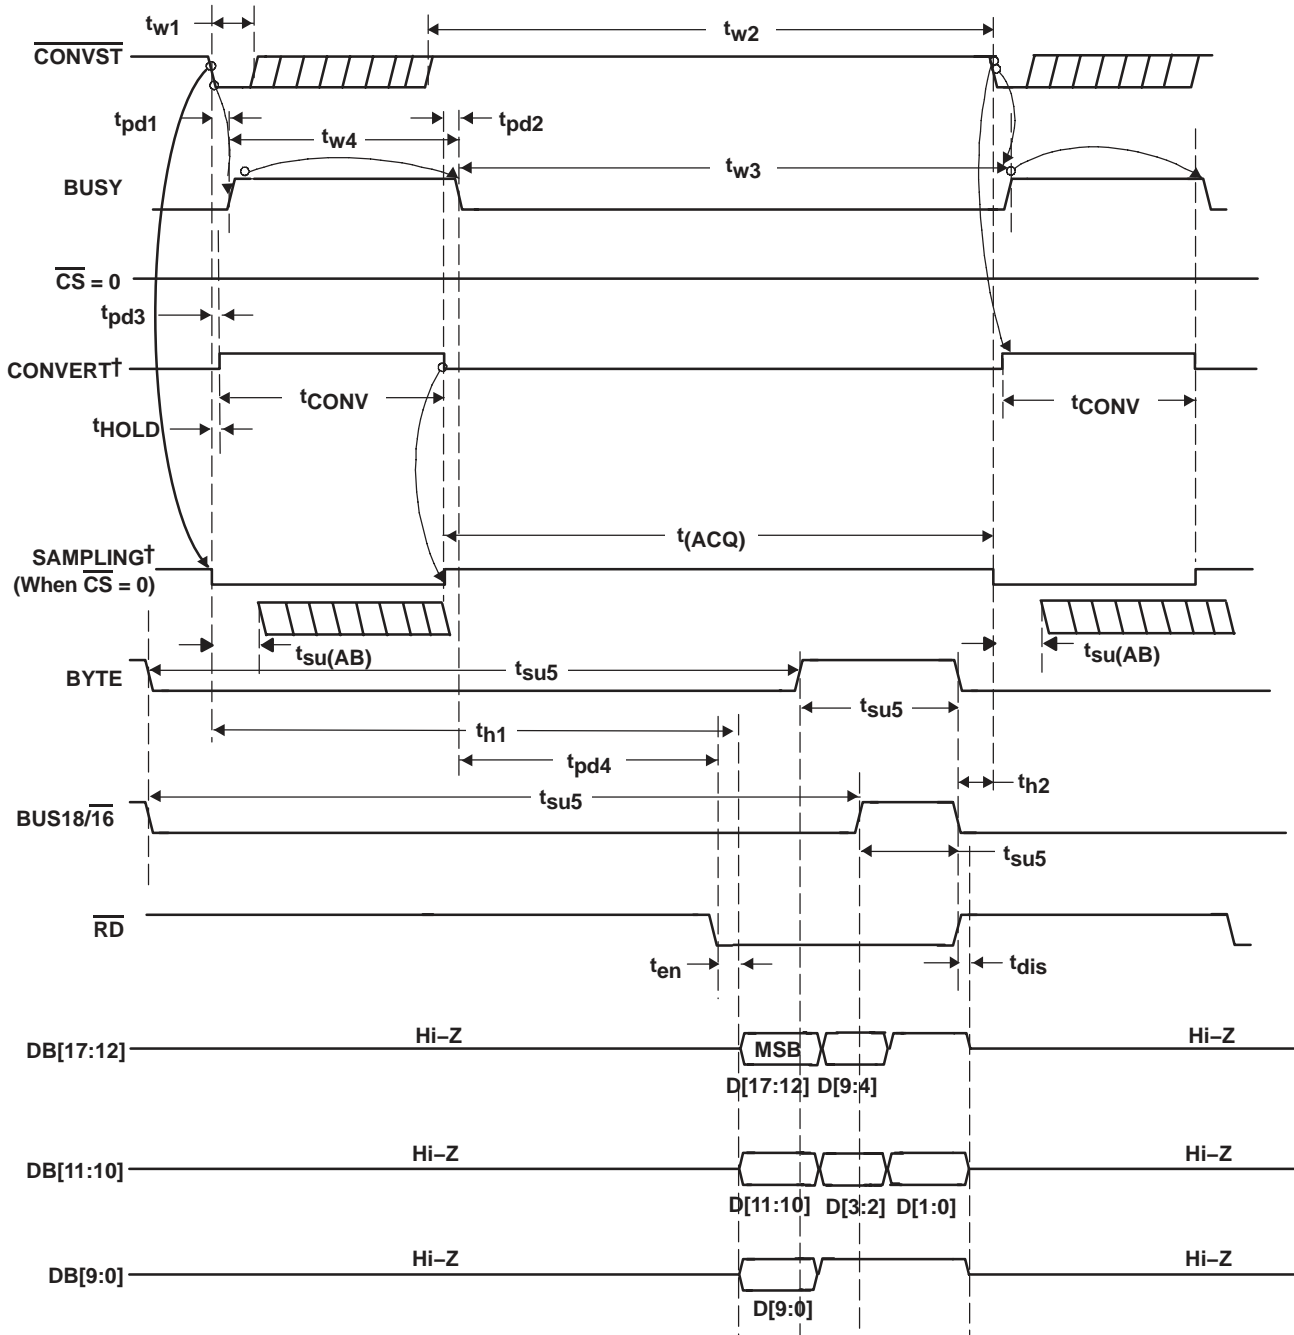 tw1
tw2
CONVST
tpd1
tw4
tpd2
tw3
BUSY
CS = 0
tpd3
CONVERT†
tCONV
tCONV
tHOLD
t(ACQ)
SAMPLING†
(When CS = 0)
tsu(AB)
tsu(AB)
BYTE
tsu5
tsu5
th1
tpd4
th2
tsu5
BUS18/16
tsu5
RD
ten
tdis
Hi–Z
Hi–Z
DB[17:12]
MSB
D[17:12] D[9:4]
Hi–Z
Hi–Z
DB[11:10]
D[11:10] D[3:2] D[1:0]
Hi–Z
Hi–Z
DB[9:0]
D[9:0]